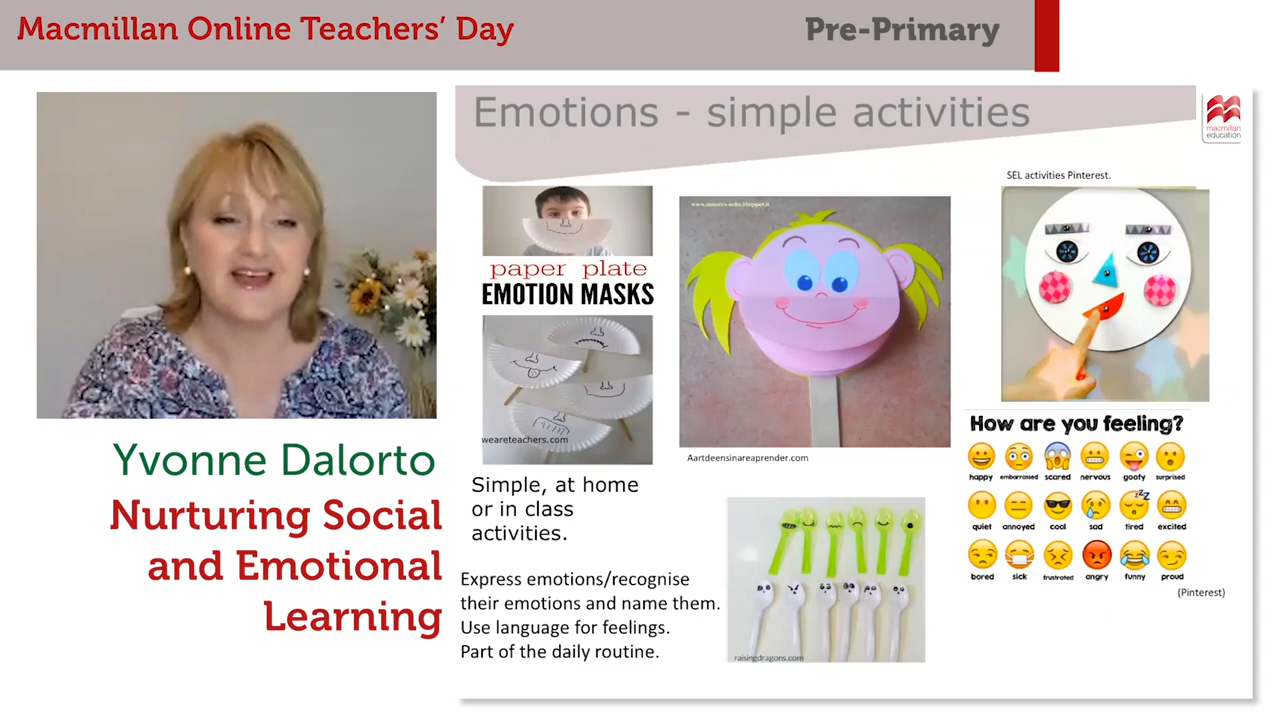 Macmillan Online Teachers' Day
Pre-Primary
Yvonne Dalorto
Nurturing Social
and Emotional
Learning
Emotions - simple activities
macmillan
education
paper plate
EMOTION MASKS
weareteachers.com
Simple, at home
or in class
activities.
Express emotions/recognise
their emotions and name them.
Use language for feelings.
Part of the daily routine.
Aartdeensinareaprender.com
raisingdragons.com
SEL activities Pinterest.
How are you feeling?
happy embarrassed scared nervous goofy surprised
zzz
quiet annoyed cool sad tired excited
bored sick frustrated angry funny proud
(Pinterest)